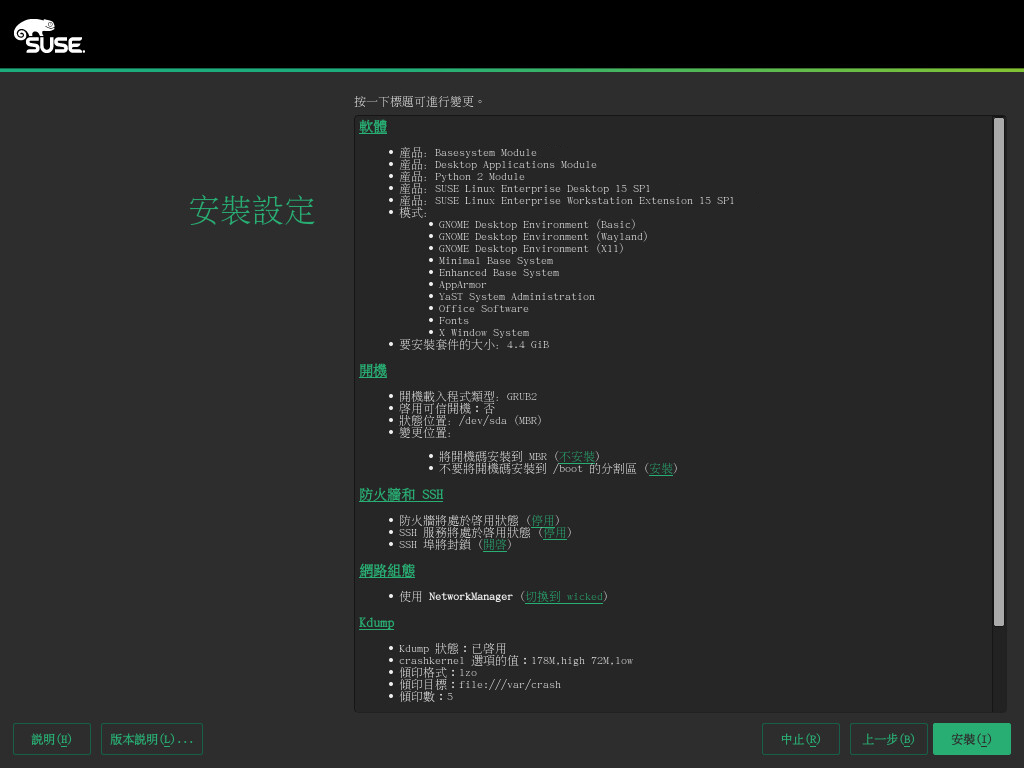 SUSE.
按一下標題可進行變更。
安裝設定
軟體
產品: Basesystem Module
產品: Desktop Applications Module
產品: Python 2 Module
產品: SUSE Linux Enterprise Desktop 15 SP1
產品: SUSE Linux Enterprise Workstation Extension 15 SP1
模式:
GNOME Desktop Environment (Basic)
GNOME Desktop Environment (Wayland)
GNOME Desktop Environment (X11)
Minimal Base System
Enhanced Base System
AppArmor
YaST System Administration
Office Software
Fonts
X Window System
要安裝套件的大小: 4.4 GiB
開機
開機載入程式類型: GRUB2
啓用可信開機：否
狀態位置: /dev/sda (MBR)
變更位置:
將開機碼安裝到 MBR (不安裝)
不要將開機碼安裝到 /boot 的分割區 (安裝)
防火牆和 SSH
防火牆將處於啓用狀態 (停用)
SSH 服務將處於啓用狀態 (停用)
SSH 埠將封鎖 (開啓)
網路組態
使用 NetworkManager (切換到 wicked)
Kdump
Kdump 狀態：已啓用
crashkernel 選項的值：178M,high 72M,low
傾印格式：lzo
傾印目標：file:///var/crash
傾印數：5
說明(H) 版本說明(L)... 中止(R) 上一步(B) 安裝(I)